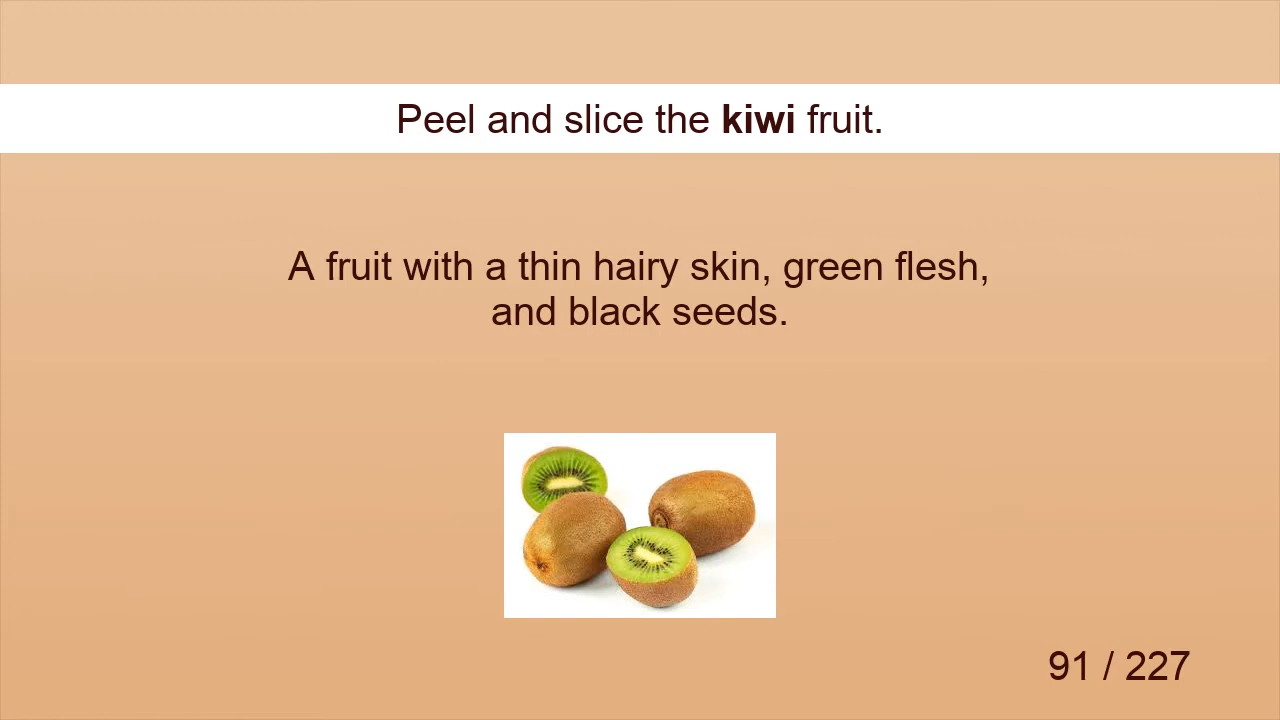 Peel and slice the kiwi fruit.
A fruit with a thin hairy skin, green flesh,
and black seeds.
91 / 227